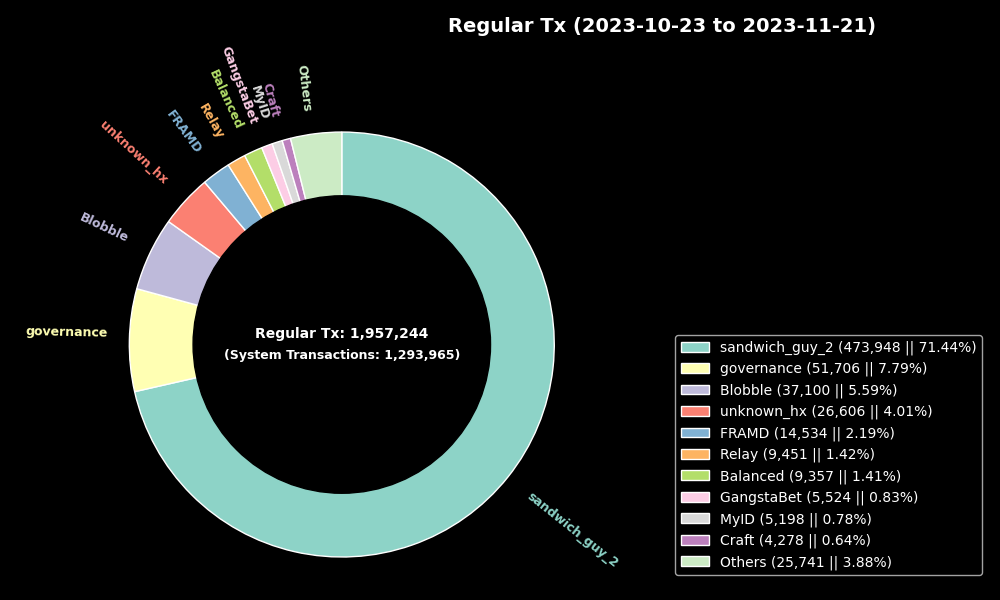 Regular Tx (2023-10-23 to 2023-11-21)
Others
Craft
MyID
GangstaBet
Balanced
Relay
FRAMD
unknown_hx
Blobble
governance
sandwich_guy_2
Regular Tx: 1,957,244
(System Transactions: 1,293,965)
sandwich_guy_2 (473,948 || 71.44%)
governance (51,706 || 7.79%)
Blobble (37,100 || 5.59%)
unknown_hx (26,606 || 4.01%)
FRAMD (14,534 || 2.19%)
Relay (9,451 || 1.42%)
Balanced (9,357 || 1.41%)
GangstaBet (5,524 || 0.83%)
MyID (5,198 || 0.78%)
Craft (4,278 || 0.64%)
Others (25,741 || 3.88%)